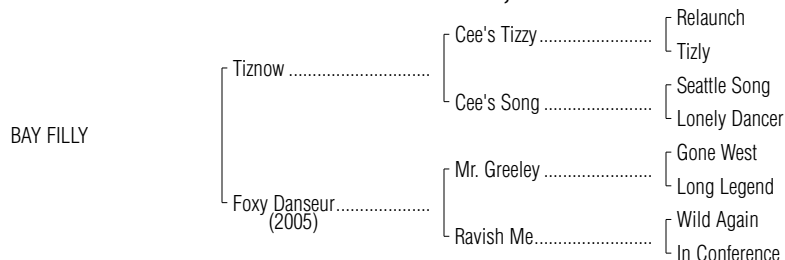 Relaunch
Cee's Tizzy
Tizly
Tiznow
Seattle Song
Cee's Song
Lonely Dancer
BAY FILLY
Gone West
Mr. Greeley
Long Legend
Foxy Danseur
(2005)
Wild Again
Ravish Me
In Conference